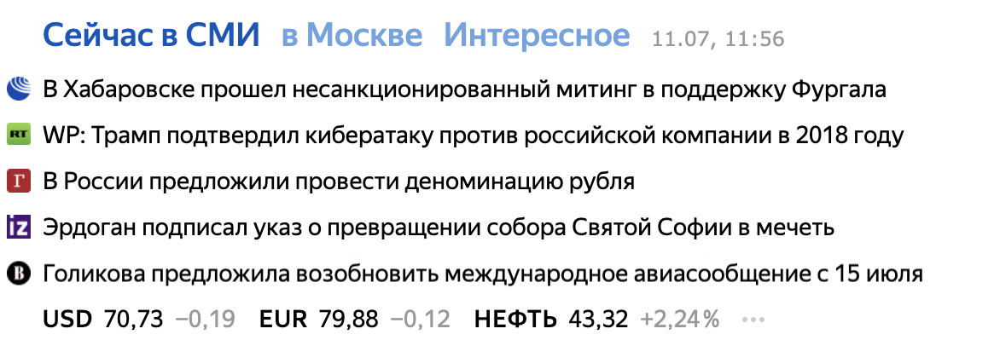 Сейчас в СМИ в Москве Интересное 11.07, 11:56
В Хабаровске прошел несанкционированный митинг в поддержку Фургала
RT WP: Трамп подтвердил кибератаку против российской компании в 2018 году
Г В России предложили провести деноминацию рубля
iz Эрдоган подписал указ о превращении собора Святой Софии в мечеть
В Голикова предложила возобновить международное авиасообщение с 15 июля
USD 70,73 −0,19 EUR 79,88 −0,12 НЕФТЬ 43,32 +2,24% •••